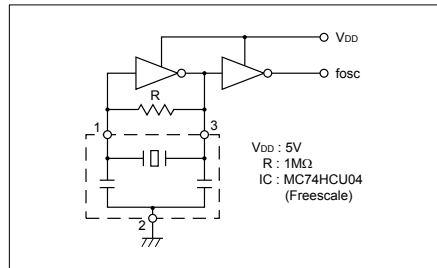 VDD
fosc
R
1
3
VDD : 5V
R : 1MΩ
IC : MC74HCU04
(Freescale)
2